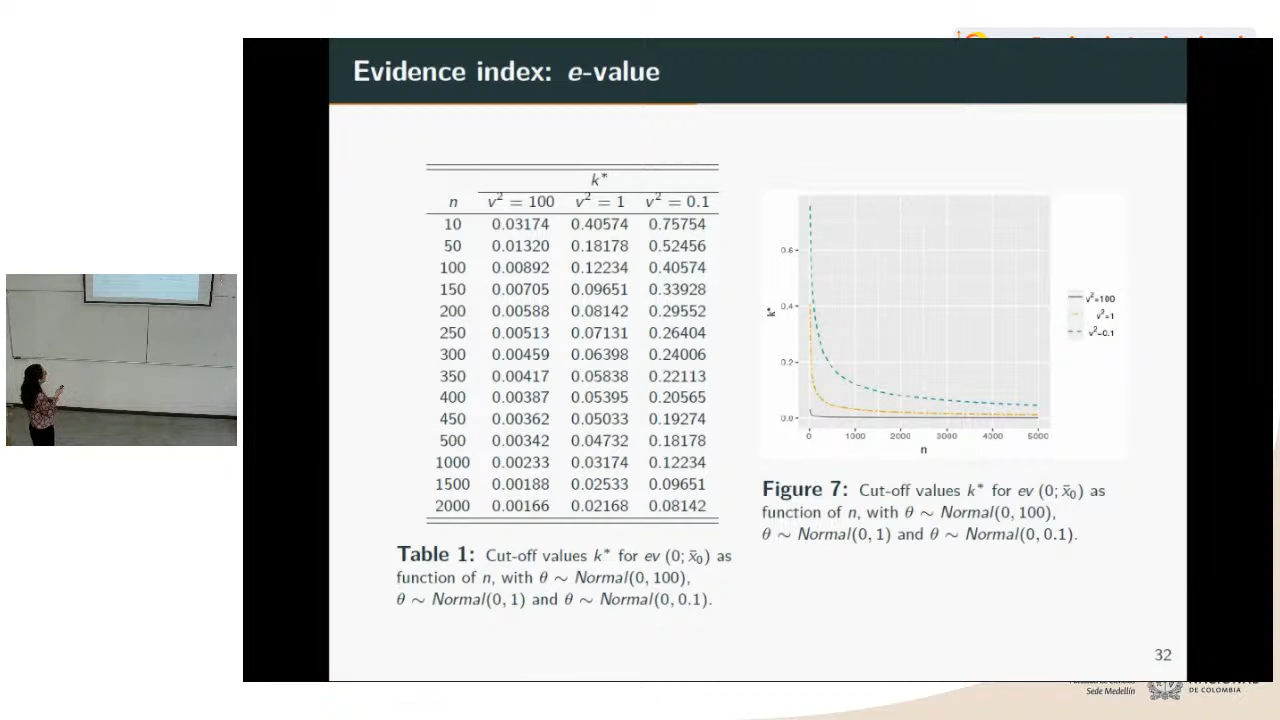 Evidence index: e-value
k*
n v² = 100 v² = 1 v² = 0.1
10 0.03174 0.40574 0.75754
50 0.01320 0.18178 0.52456
100 0.00892 0.12234 0.40574
150 0.00705 0.09651 0.33928
200 0.00588 0.08142 0.29552
250 0.00513 0.07131 0.26404
300 0.00459 0.06398 0.24006
350 0.00417 0.05838 0.22113
400 0.00387 0.05395 0.20565
450 0.00362 0.05033 0.19274
500 0.00342 0.04732 0.18178
1000 0.00233 0.03174 0.12234
1500 0.00188 0.02533 0.09651
2000 0.00166 0.02168 0.08142
Table 1: Cut-off values k* for ev (0; x̄₀) as
function of n, with θ ∼ Normal(0, 100),
θ ∼ Normal(0, 1) and θ ∼ Normal(0, 0.1).
k*
0.6
0.4
0.2
0.0
0 1000 2000 3000 4000 5000
n
v²=100
v²=1
v²=0.1
Figure 7: Cut-off values k* for ev (0; x̄₀) as
function of n, with θ ∼ Normal(0, 100),
θ ∼ Normal(0, 1) and θ ∼ Normal(0, 0.1).
32
Sede Medellín
DE COLOMBIA